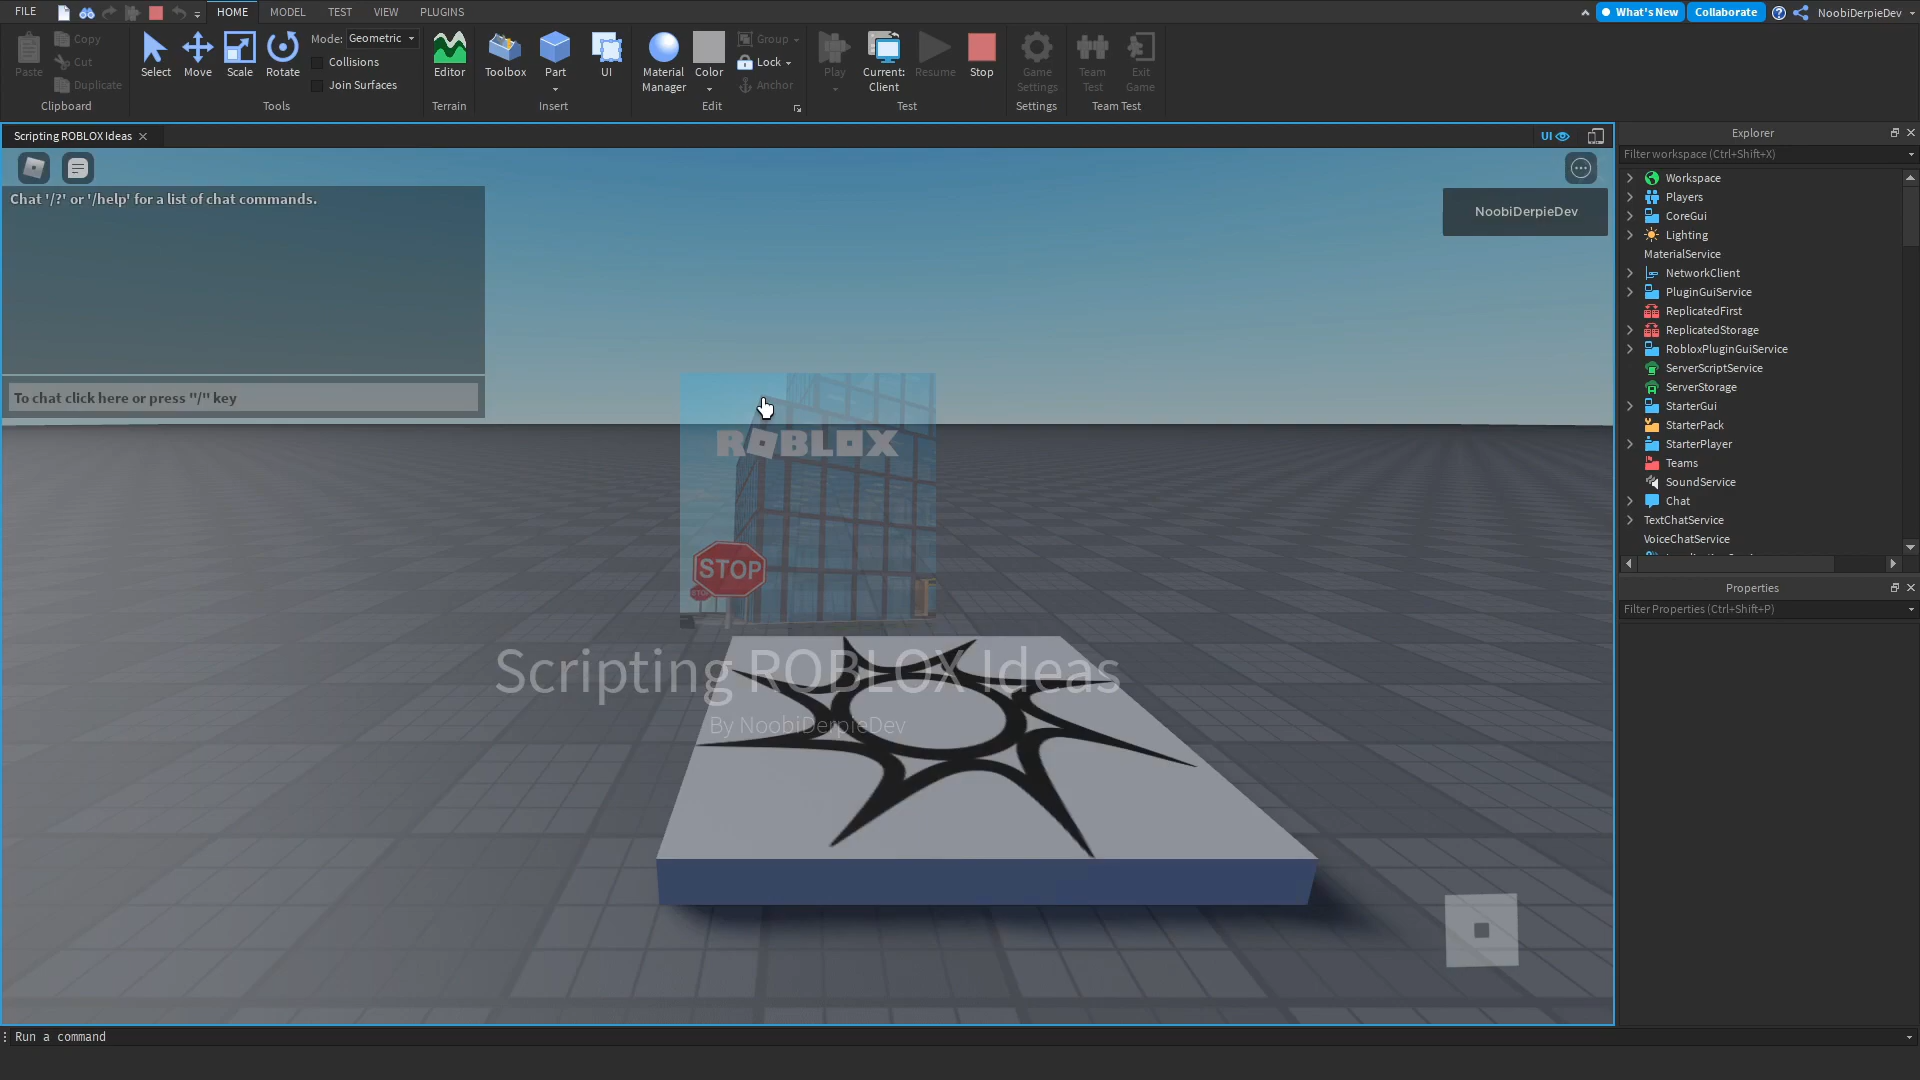 FILE
HOME
MODEL
TEST
VIEW
PLUGINS
What's New
Collaborate
NoobiDerpieDev
Paste
Copy
Cut
Duplicate
Clipboard
Select
Move
Scale
Rotate
Mode: Geometric
Collisions
Join Surfaces
Tools
Editor
Terrain
Toolbox
Part
UI
Insert
Material
Manager
Color
Group
Lock
Anchor
Edit
Play
Current:
Client
Resume
Stop
Test
Game
Settings
Settings
Team
Test
Exit
Game
Team Test
Scripting ROBLOX Ideas
UI
Chat '/?' or '/help' for a list of chat commands.
To chat click here or press "/" key
NoobiDerpieDev
ROBLOX
STOP
STOP
Scripting ROBLOX Ideas
By NoobiDerpieDev
Explorer
Filter workspace (Ctrl+Shift+X)
Workspace
Players
CoreGui
Lighting
MaterialService
NetworkClient
PluginGuiService
ReplicatedFirst
ReplicatedStorage
RobloxPluginGuiService
ServerScriptService
ServerStorage
StarterGui
StarterPack
StarterPlayer
Teams
SoundService
Chat
TextChatService
VoiceChatService
Properties
Filter Properties (Ctrl+Shift+P)
Run a command